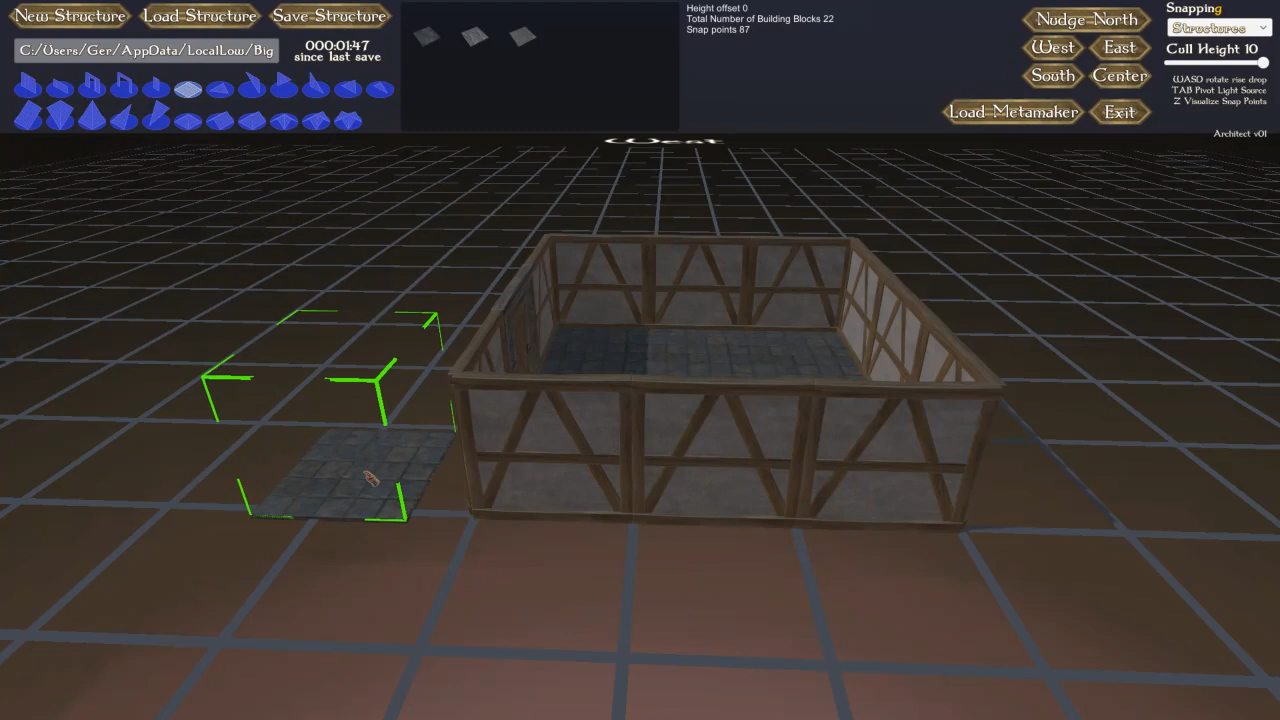 New Structure
Load Structure
Save Structure
C:/Users/Ger/AppData/LocalLow/Big
000:01:47
since last save
Height offset 0
Total Number of Building Blocks 22
Snap points 87
Nudge North
West
East
South
Center
Load Metamaker
Exit
Snapping
Structures
Cull Height 10
WASD rotate rise drop
TAB Pivot Light Source
Z Visualize Snap Points
Architect v01
West